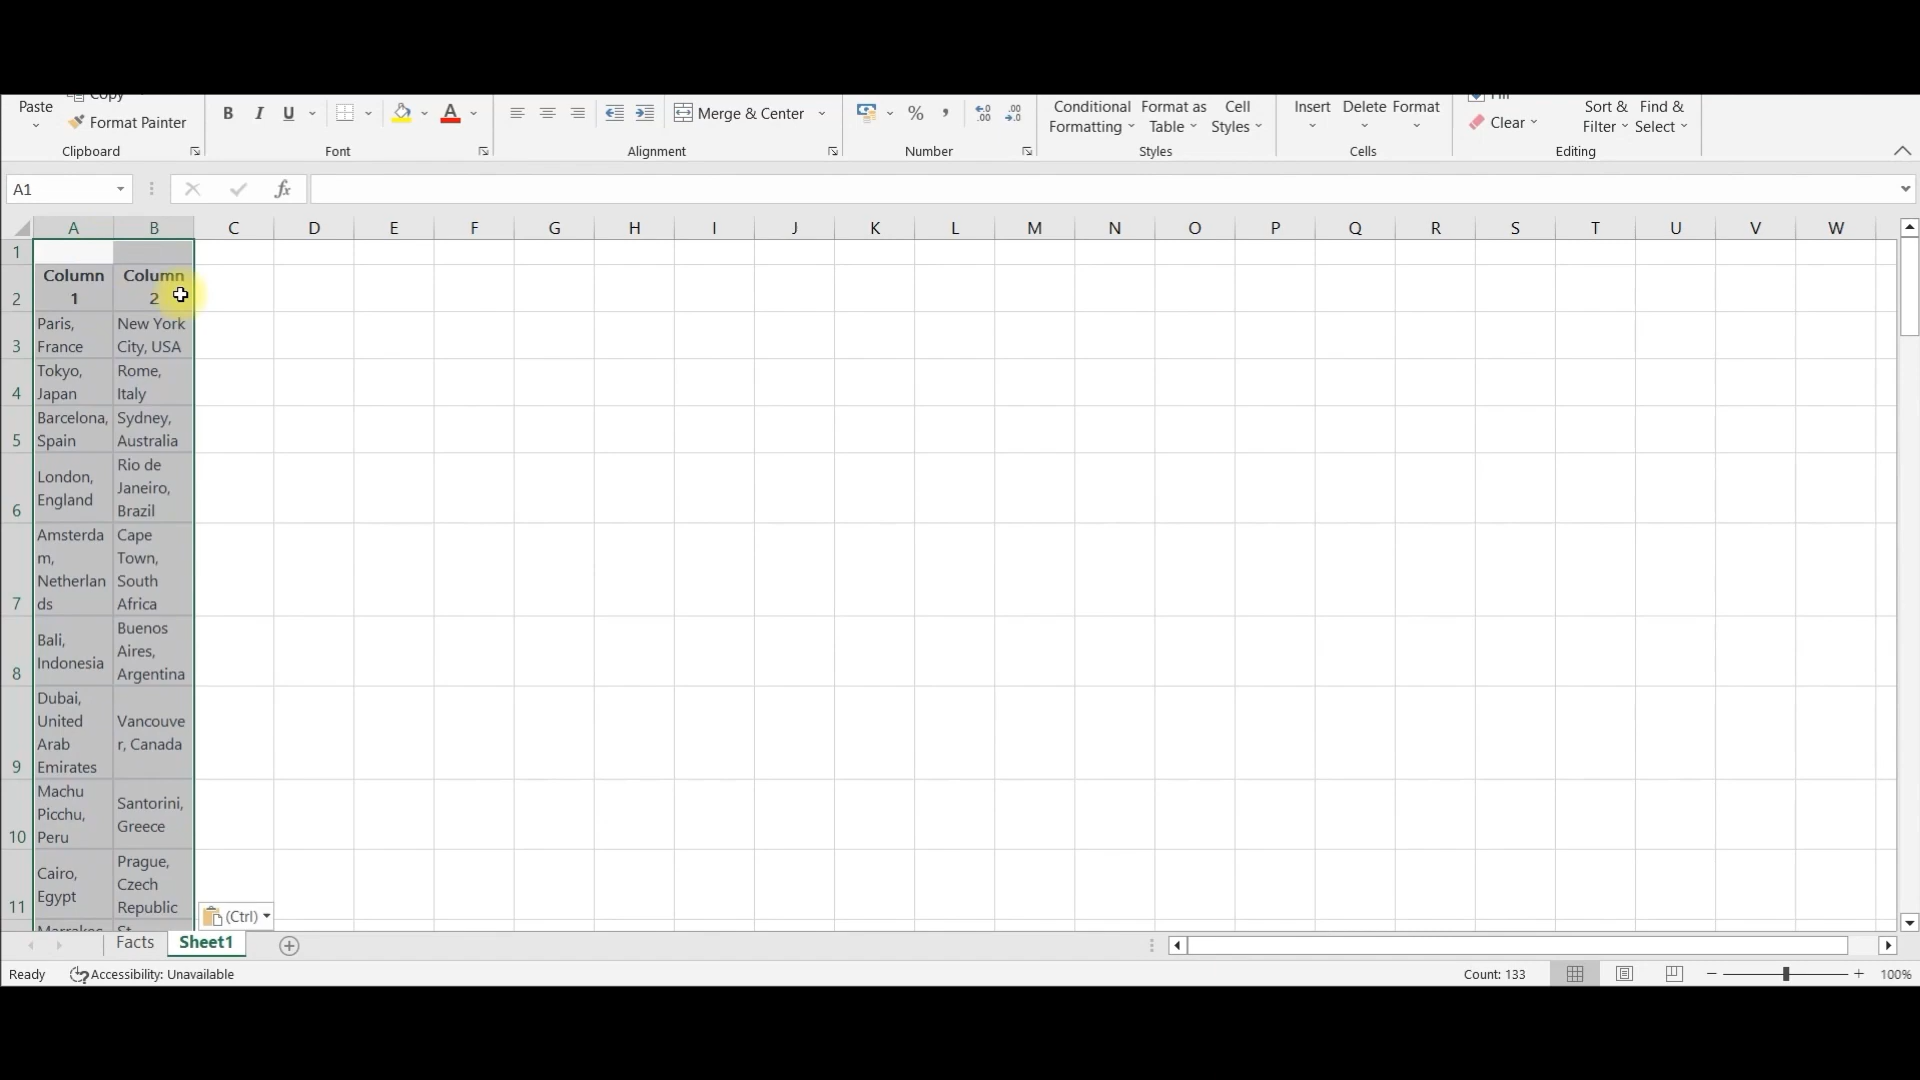 Copy
Paste
Format Painter
Clipboard
B I U A
Font
Merge & Center
Alignment
% ,
Number
Conditional Formatting
Format as Table
Cell Styles
Styles
Insert Delete Format
Cells
Fill
Clear
Sort & Filter
Find & Select
Editing
A1
fx
A B C D E F G H I J K L M N O P Q R S T U V W
1
2
Column 1
Column 2
3
Paris, France
New York City, USA
4
Tokyo, Japan
Rome, Italy
5
Barcelona, Spain
Sydney, Australia
6
London, England
Rio de Janeiro, Brazil
7
Amsterdam, Netherlands
Cape Town, South Africa
8
Bali, Indonesia
Buenos Aires, Argentina
9
Dubai, United Arab Emirates
Vancouver, Canada
10
Machu Picchu, Peru
Santorini, Greece
11
Cairo, Egypt
Prague, Czech Republic
(Ctrl)
Facts
Sheet1
Ready
Accessibility: Unavailable
Count: 133
100%